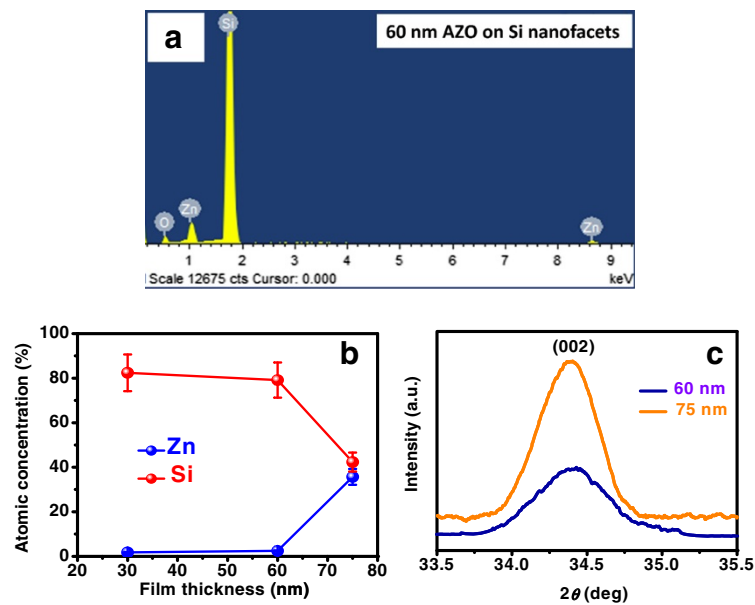 a
Si
60 nm AZO on Si nanofacets
O
Zn
Zn
1 2 3 4 5 6 7 8 9
Scale 12675 cts Cursor: 0.000
keV
b
100
80
60
40
20
0
Atomic concentration (%)
Zn
Si
20 30 40 50 60 70 80
Film thickness (nm)
c
(002)
60 nm
75 nm
Intensity (a.u.)
33.5 34.0 34.5 35.0 35.5
2θ (deg)